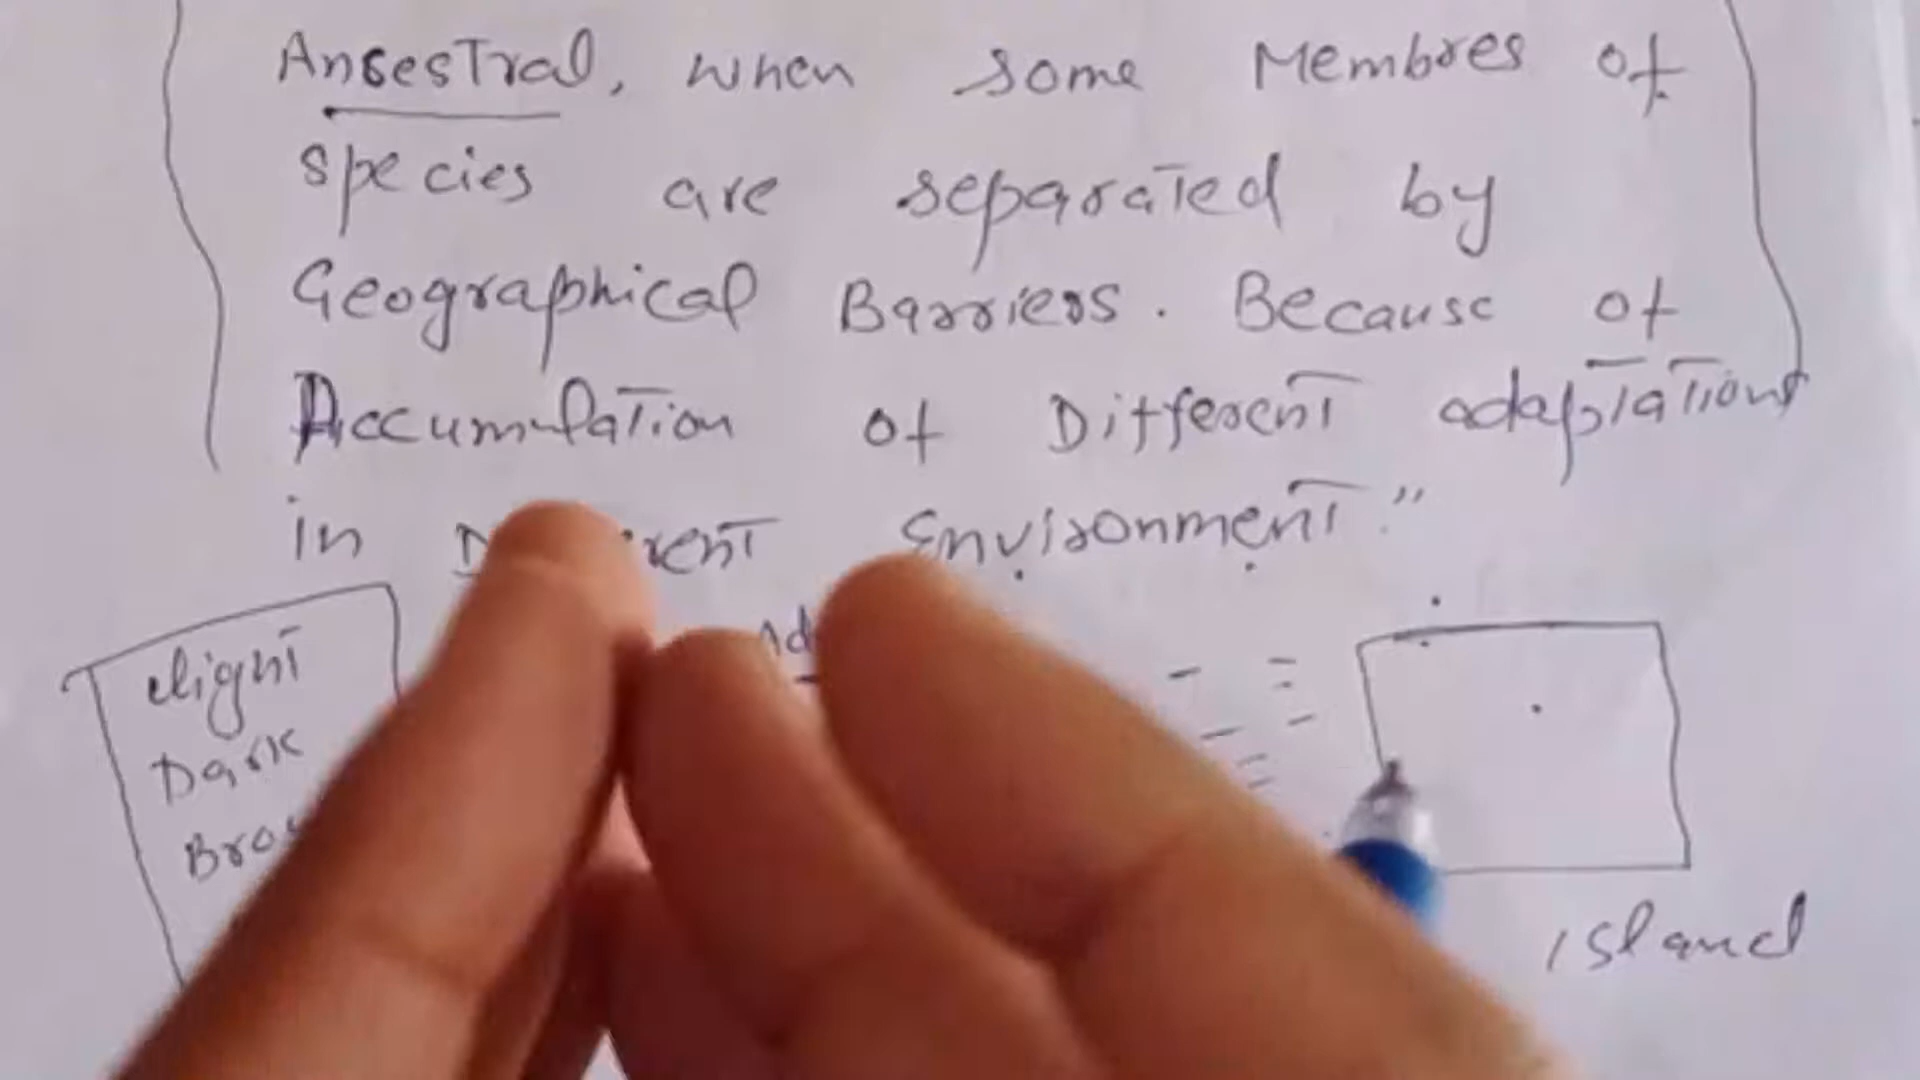 Ansestral, when some Membres of
species are separated by
Geographical Barriers. Because of
Accumulation of Different adaptations
in Environment."
Light
Dark
island